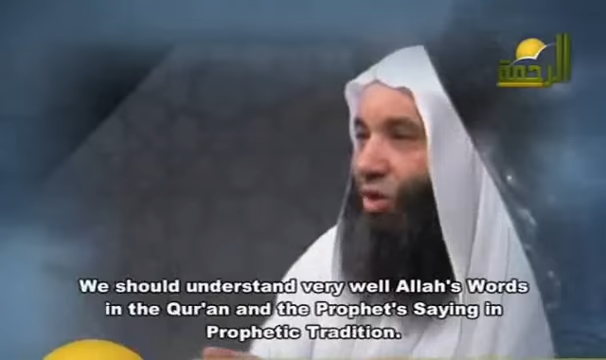 الرحمة
We should understand very well Allah's Words
in the Qur'an and the Prophet's Saying in
Prophetic Tradition.